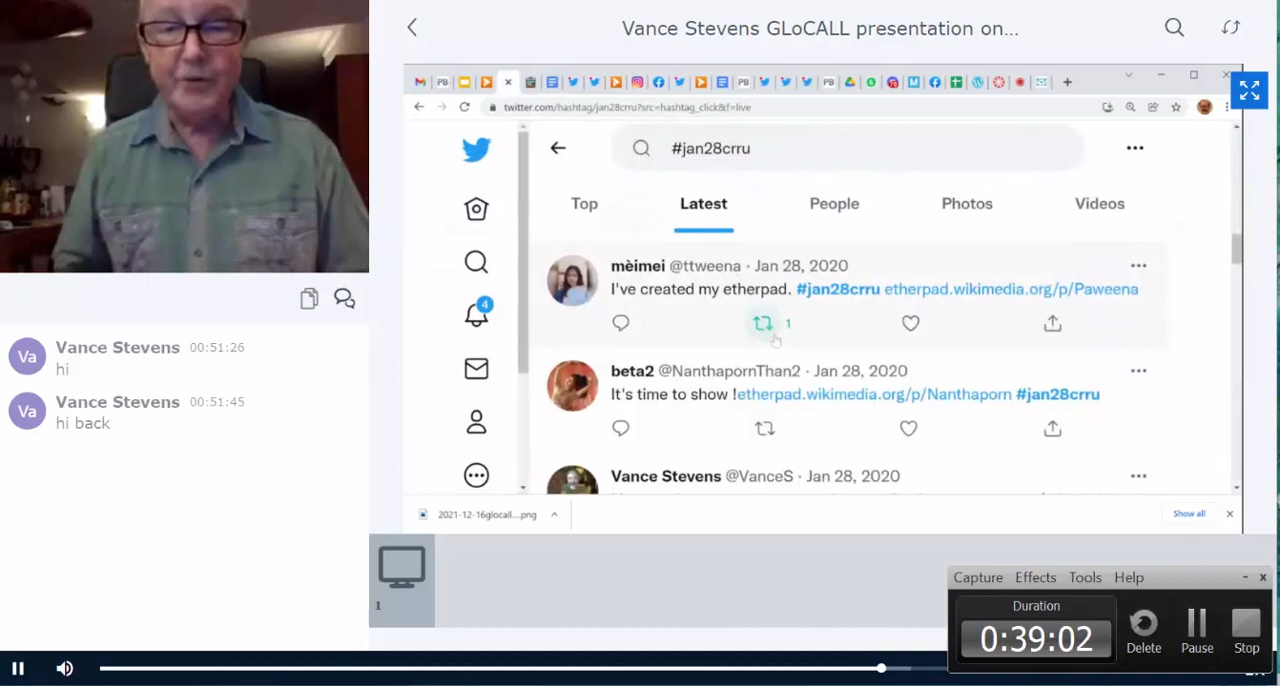 Vance Stevens GLoCALL presentation on...
twitter.com/hashtag/jan28crru?src=hashtag_click&f=live
#jan28crru
Top Latest People Photos Videos
mèimei @ttweena · Jan 28, 2020
I've created my etherpad. #jan28crru etherpad.wikimedia.org/p/Paweena
1
4
beta2 @NanthapornThan2 · Jan 28, 2020
It's time to show !etherpad.wikimedia.org/p/Nanthaporn #jan28crru
Vance Stevens @VanceS · Jan 28, 2020
2021-12-16glocall....png
Show all
Va
Vance Stevens 00:51:26
hi
Va
Vance Stevens 00:51:45
hi back
1
Capture Effects Tools Help
Duration
0:39:02
Delete Pause Stop